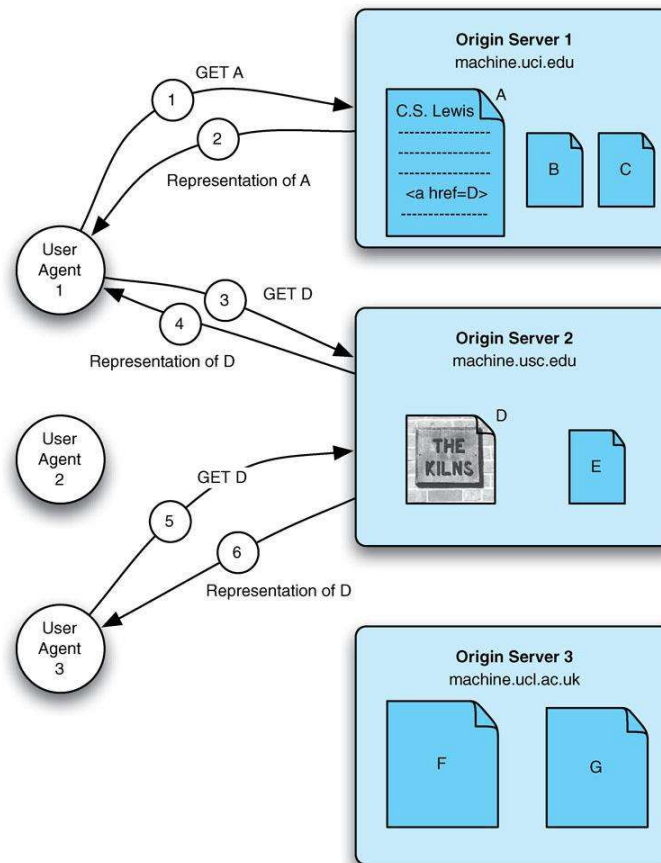 Origin Server 1
machine.uci.edu
GET A
1
A
C.S. Lewis
2
Representation of A
B
C
<a href=D>
User
Agent
1
3
GET D
4
Representation of D
Origin Server 2
machine.usc.edu
D
THE
KILNS
E
User
Agent
2
GET D
5
6
Representation of D
User
Agent
3
Origin Server 3
machine.ucl.ac.uk
F
G